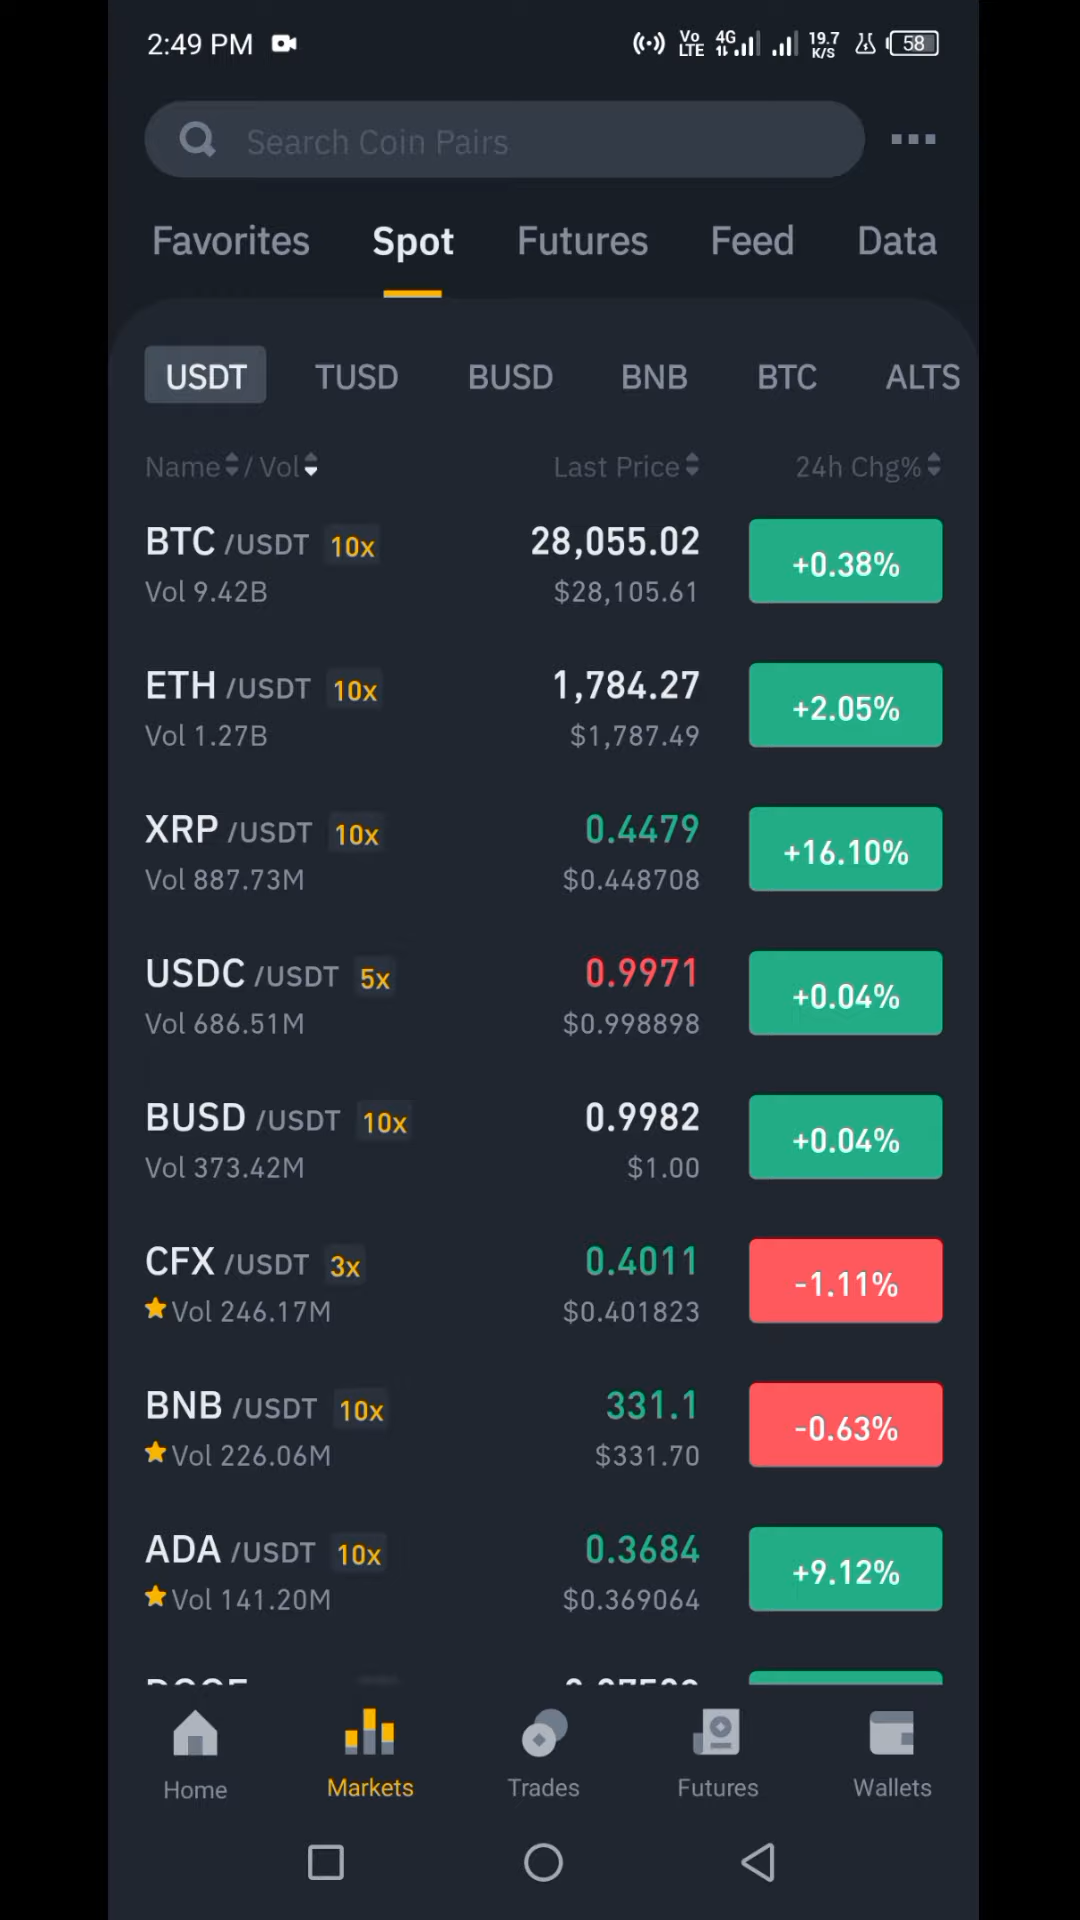 2:49 PM Vo LTE 4G 19.7 K/S 58
Search Coin Pairs
Favorites Spot Futures Feed Data
USDT TUSD BUSD BNB BTC ALTS
Name / Vol Last Price 24h Chg%
BTC /USDT 10x 28,055.02 +0.38%
Vol 9.42B $28,105.61
ETH /USDT 10x 1,784.27 +2.05%
Vol 1.27B $1,787.49
XRP /USDT 10x 0.4479 +16.10%
Vol 887.73M $0.448708
USDC /USDT 5x 0.9971 +0.04%
Vol 686.51M $0.998898
BUSD /USDT 10x 0.9982 +0.04%
Vol 373.42M $1.00
CFX /USDT 3x 0.4011 -1.11%
Vol 246.17M $0.401823
BNB /USDT 10x 331.1 -0.63%
Vol 226.06M $331.70
ADA /USDT 10x 0.3684 +9.12%
Vol 141.20M $0.369064
Home Markets Trades Futures Wallets